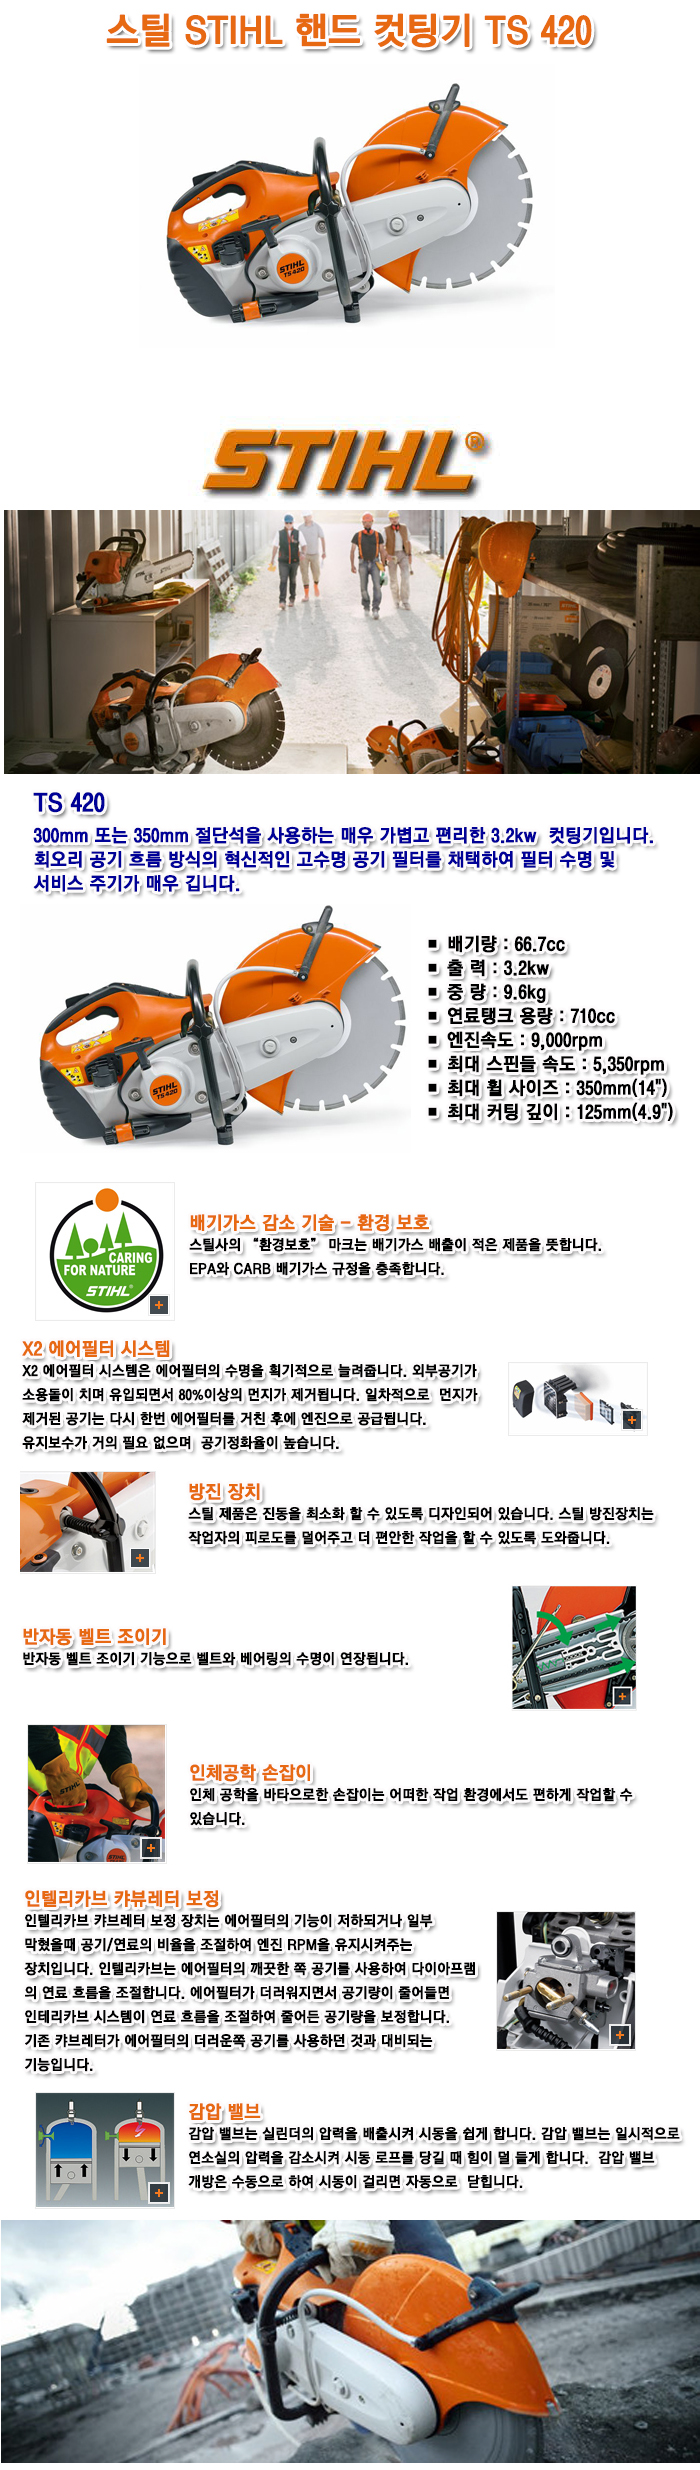 스틸 STIHL 핸드 컷팅기 TS 420
STIHL
TS 420
STIHL®
TS 420
300mm 또는 350mm 절단석을 사용하는 매우 가볍고 편리한 3.2kw 컷팅기입니다.
회오리 공기 흐름 방식의 혁신적인 고수명 공기 필터를 채택하여 필터 수명 및
서비스 주기가 매우 깁니다.
STIHL
TS 420
■ 배기량 : 66.7cc
■ 출 력 : 3.2kw
■ 중 량 : 9.6kg
■ 연료탱크 용량 : 710cc
■ 엔진속도 : 9,000rpm
■ 최대 스핀들 속도 : 5,350rpm
■ 최대 휠 사이즈 : 350mm(14")
■ 최대 커팅 깊이 : 125mm(4.9")
CARING
FOR NATURE
STIHL®
배기가스 감소 기술 - 환경 보호
스틸사의 “환경보호” 마크는 배기가스 배출이 적은 제품을 뜻합니다.
EPA와 CARB 배기가스 규정을 충족합니다.
X2 에어필터 시스템
X2 에어필터 시스템은 에어필터의 수명을 획기적으로 늘려줍니다. 외부공기가
소용돌이 치며 유입되면서 80%이상의 먼지가 제거됩니다. 일차적으로 먼지가
제거된 공기는 다시 한번 에어필터를 거친 후에 엔진으로 공급됩니다.
유지보수가 거의 필요 없으며 공기정화율이 높습니다.
방진 장치
스틸 제품은 진동을 최소화 할 수 있도록 디자인되어 있습니다. 스틸 방진장치는
작업자의 피로도를 덜어주고 더 편안한 작업을 할 수 있도록 도와줍니다.
반자동 벨트 조이기
반자동 벨트 조이기 기능으로 벨트와 베어링의 수명이 연장됩니다.
STIHL
STIHL
인체공학 손잡이
인체 공학을 바타으로한 손잡이는 어떠한 작업 환경에서도 편하게 작업할 수
있습니다.
인텔리카브 캬뷰레터 보정
인텔리카브 캬브레터 보정 장치는 에어필터의 기능이 저하되거나 일부
막혔을때 공기/연료의 비율을 조절하여 엔진 RPM을 유지시켜주는
장치입니다. 인텔리카브는 에어필터의 깨끗한 쪽 공기를 사용하여 다이아프램
의 연료 흐름을 조절합니다. 에어필터가 더러워지면서 공기량이 줄어들면
인테리카브 시스템이 연료 흐름을 조절하여 줄어든 공기량을 보정합니다.
기존 캬브레터가 에어필터의 더러운쪽 공기를 사용하던 것과 대비되는
기능입니다.
감압 밸브
감압 밸브는 실린더의 압력을 배출시켜 시동을 쉽게 합니다. 감압 밸브는 일시적으로
연소실의 압력을 감소시켜 시동 로프를 당길 때 힘이 덜 들게 합니다. 감압 밸브
개방은 수동으로 하여 시동이 걸리면 자동으로 닫힙니다.